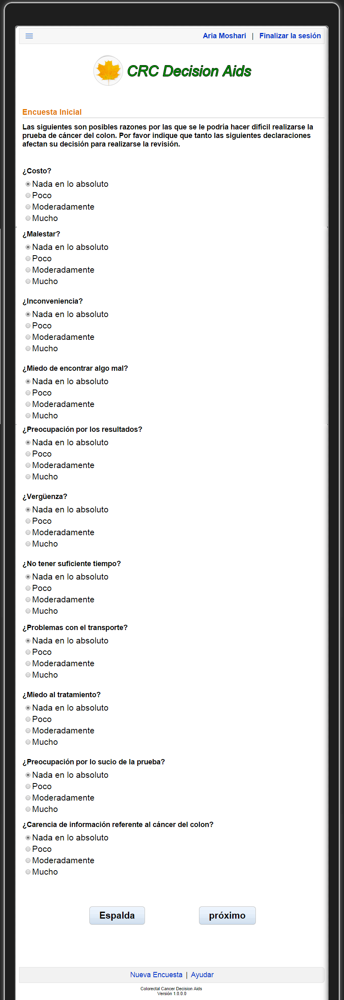 Aria Moshari | Finalizar la sesión
CRC Decision Aids
Encuesta Inicial
Las siguientes son posibles razones por las que se le podría hacer difícil realizarse la
prueba de cáncer del colon. Por favor indique que tanto las siguientes declaraciones
afectan su decisión para realizarse la revisión.
¿Costo?
Nada en lo absoluto
Poco
Moderadamente
Mucho
¿Malestar?
Nada en lo absoluto
Poco
Moderadamente
Mucho
¿Inconveniencia?
Nada en lo absoluto
Poco
Moderadamente
Mucho
¿Miedo de encontrar algo mal?
Nada en lo absoluto
Poco
Moderadamente
Mucho
¿Preocupación por los resultados?
Nada en lo absoluto
Poco
Moderadamente
Mucho
¿Vergüenza?
Nada en lo absoluto
Poco
Moderadamente
Mucho
¿No tener suficiente tiempo?
Nada en lo absoluto
Poco
Moderadamente
Mucho
¿Problemas con el transporte?
Nada en lo absoluto
Poco
Moderadamente
Mucho
¿Miedo al tratamiento?
Nada en lo absoluto
Poco
Moderadamente
Mucho
¿Preocupación por lo sucio de la prueba?
Nada en lo absoluto
Poco
Moderadamente
Mucho
¿Carencia de información referente al cáncer del colon?
Nada en lo absoluto
Poco
Moderadamente
Mucho
Espalda próximo
Nueva Encuesta | Ayudar
Colorectal Cancer Decision Aids
Versión 1.0.0.0